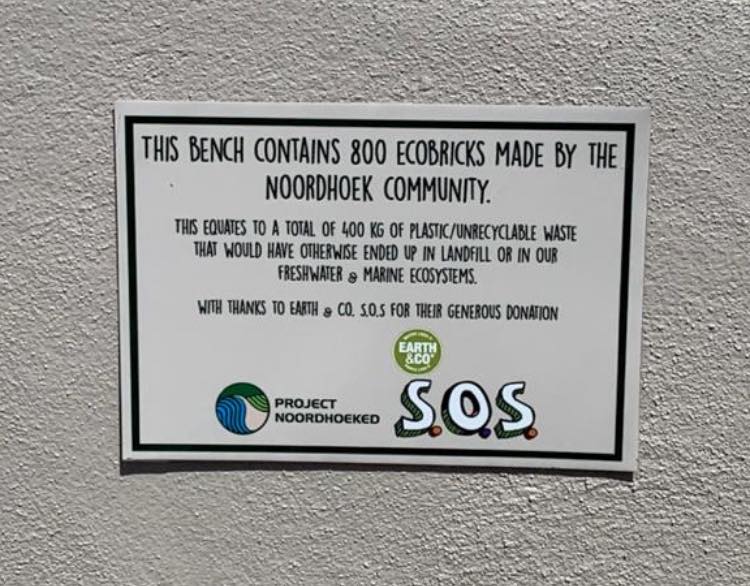 THIS BENCH CONTAINS 800 ECOBRICKS MADE BY THE
NOORDHOEK COMMUNITY.
THIS EQUATES TO A TOTAL OF 400 KG OF PLASTIC/UNRECYCLABLE WASTE
THAT WOULD HAVE OTHERWISE ENDED UP IN LANDFILL OR IN OUR
FRESHWATER & MARINE ECOSYSTEMS.
WITH THANKS TO EARTH & CO. S.O.S FOR THEIR GENEROUS DONATION
EARTH
&CO
PROJECT
NOORDHOEKED
S.O.S.